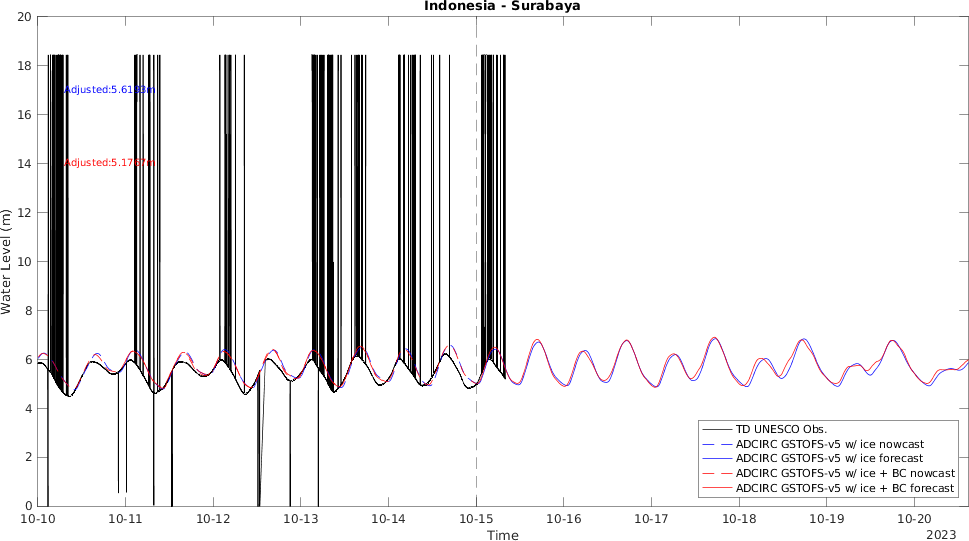 Indonesia - Surabaya
20
18
16
14
12
10
8
6
4
2
0
Water Level (m)
TD UNESCO Obs.
ADCIRC GSTOFS-v5 w/ ice nowcast
ADCIRC GSTOFS-v5 w/ ice forecast
ADCIRC GSTOFS-v5 w/ ice + BC nowcast
ADCIRC GSTOFS-v5 w/ ice + BC forecast
10-10 10-11 10-12 10-13 10-14 10-15 10-16 10-17 10-18 10-19 10-20
Time 2023